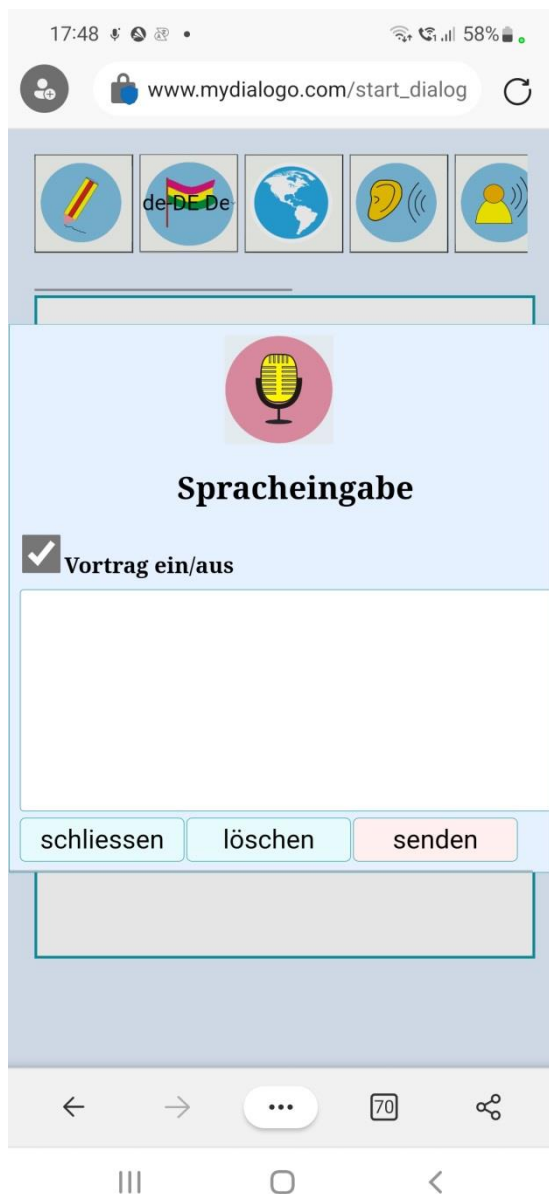 17:48 58%
www.mydialogo.com/start_dialog
de-DE De
Spracheingabe
Vortrag ein/aus
schliessen löschen senden
70